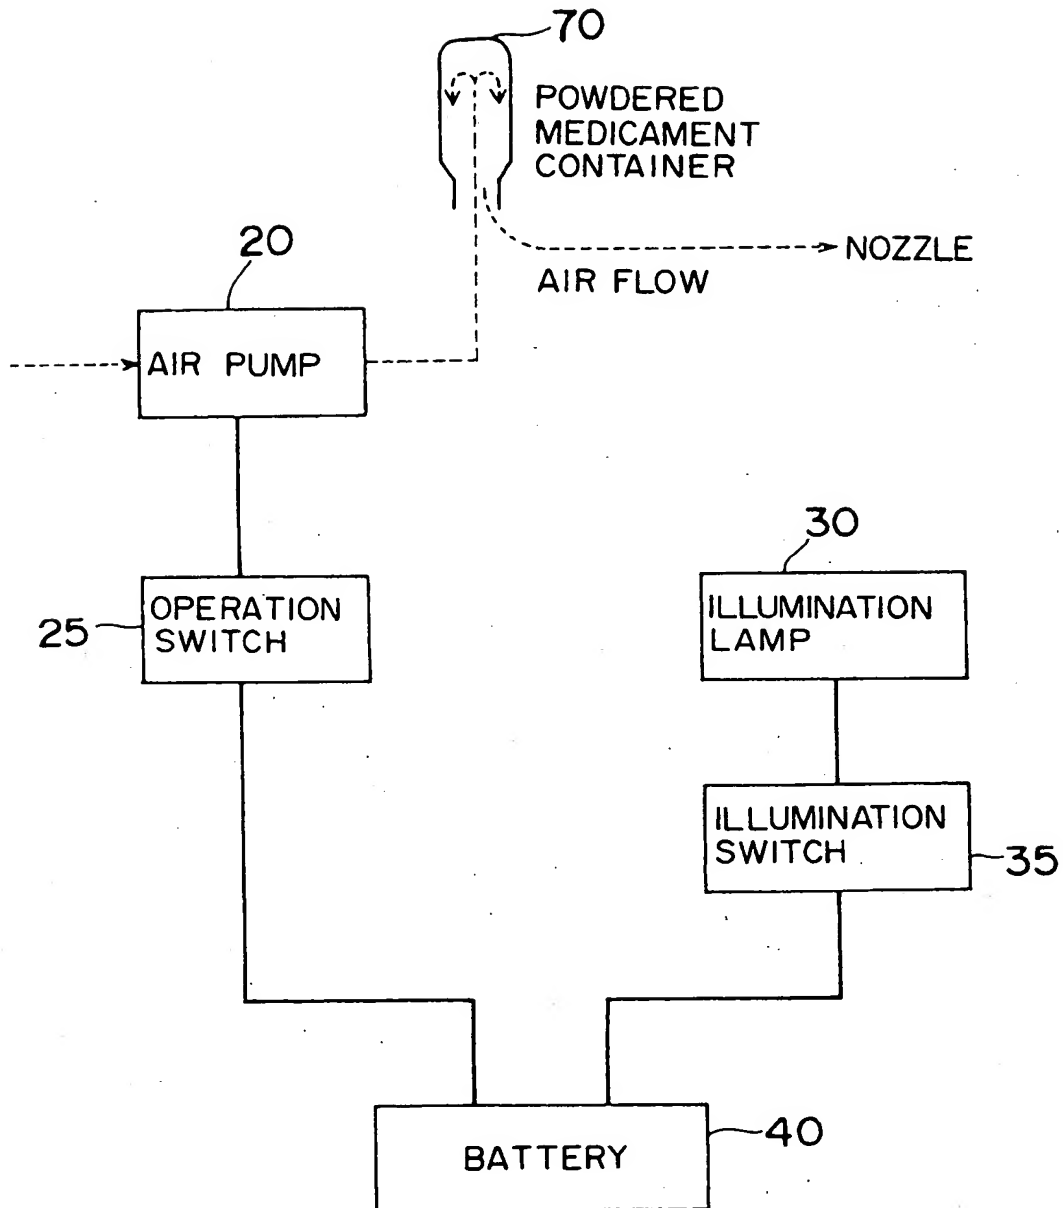 70
POWDERED
MEDICAMENT
CONTAINER
20
NOZZLE
AIR FLOW
AIR PUMP
30
OPERATION
SWITCH
25
ILLUMINATION
LAMP
ILLUMINATION
SWITCH
35
BATTERY
40